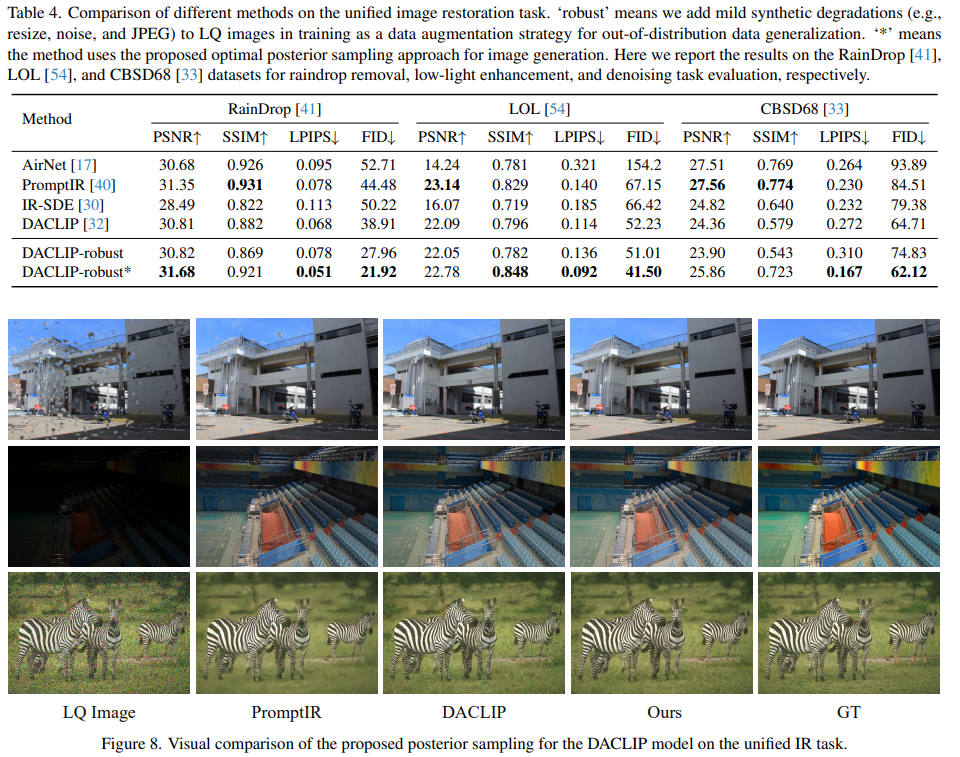 Table 4. Comparison of different methods on the unified image restoration task. ‘robust’ means we add mild synthetic degradations (e.g.,
resize, noise, and JPEG) to LQ images in training as a data augmentation strategy for out-of-distribution data generalization. ‘*’ means
the method uses the proposed optimal posterior sampling approach for image generation. Here we report the results on the RainDrop [41],
LOL [54], and CBSD68 [33] datasets for raindrop removal, low-light enhancement, and denoising task evaluation, respectively.
Method RainDrop [41] LOL [54] CBSD68 [33]
PSNR↑ SSIM↑ LPIPS↓ FID↓ PSNR↑ SSIM↑ LPIPS↓ FID↓ PSNR↑ SSIM↑ LPIPS↓ FID↓
AirNet [17] 30.68 0.926 0.095 52.71 14.24 0.781 0.321 154.2 27.51 0.769 0.264 93.89
PromptIR [40] 31.35 0.931 0.078 44.48 23.14 0.829 0.140 67.15 27.56 0.774 0.230 84.51
IR-SDE [30] 28.49 0.822 0.113 50.22 16.07 0.719 0.185 66.42 24.82 0.640 0.232 79.38
DACLIP [32] 30.81 0.882 0.068 38.91 22.09 0.796 0.114 52.23 24.36 0.579 0.272 64.71
DACLIP-robust 30.82 0.869 0.078 27.96 22.05 0.782 0.136 51.01 23.90 0.543 0.310 74.83
DACLIP-robust* 31.68 0.921 0.051 21.92 22.78 0.848 0.092 41.50 25.86 0.723 0.167 62.12
LQ Image PromptIR DACLIP Ours GT
Figure 8. Visual comparison of the proposed posterior sampling for the DACLIP model on the unified IR task.